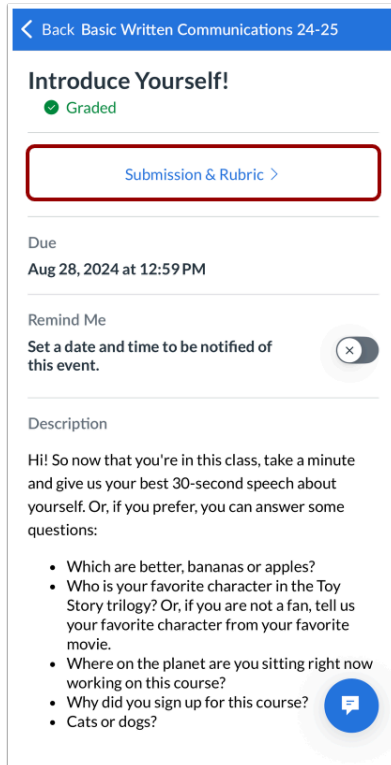 Back Basic Written Communications 24-25
Introduce Yourself!
Graded
Submission & Rubric
Due
Aug 28, 2024 at 12:59 PM
Remind Me
Set a date and time to be notified of
this event.
Description
Hi! So now that you're in this class, take a minute
and give us your best 30-second speech about
yourself. Or, if you prefer, you can answer some
questions:
• Which are better, bananas or apples?
• Who is your favorite character in the Toy
Story trilogy? Or, if you are not a fan, tell us
your favorite character from your favorite
movie.
• Where on the planet are you sitting right now
working on this course?
• Why did you sign up for this course?
• Cats or dogs?